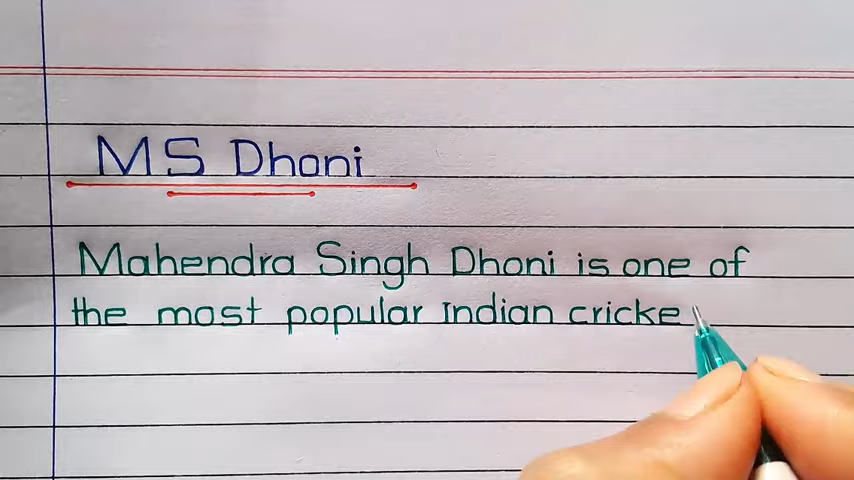 MS Dhoni
Mahendra Singh Dhoni is one of
the most popular Indian cricke